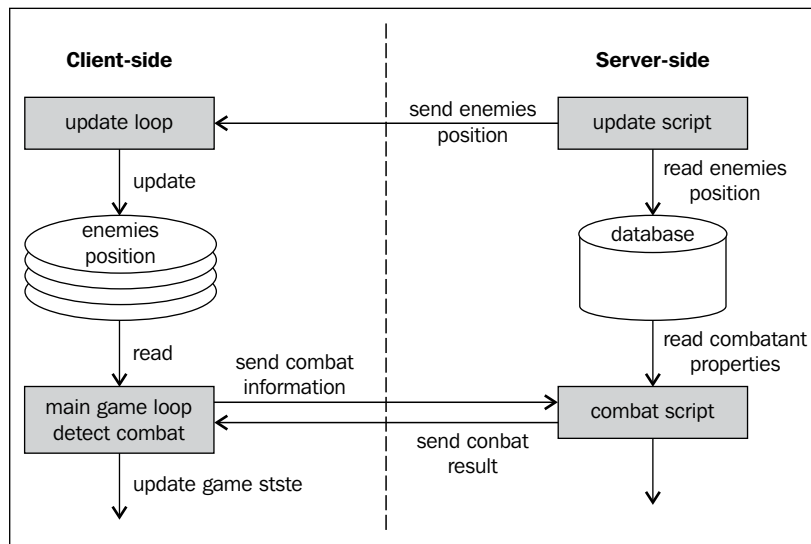 Client-side
Server-side
send enemies
position
update loop
update script
update
read enemies
position
enemies
position
database
read
send combat
information
read combatant
properties
main game loop
detect combat
combat script
send conbat
result
update game stste